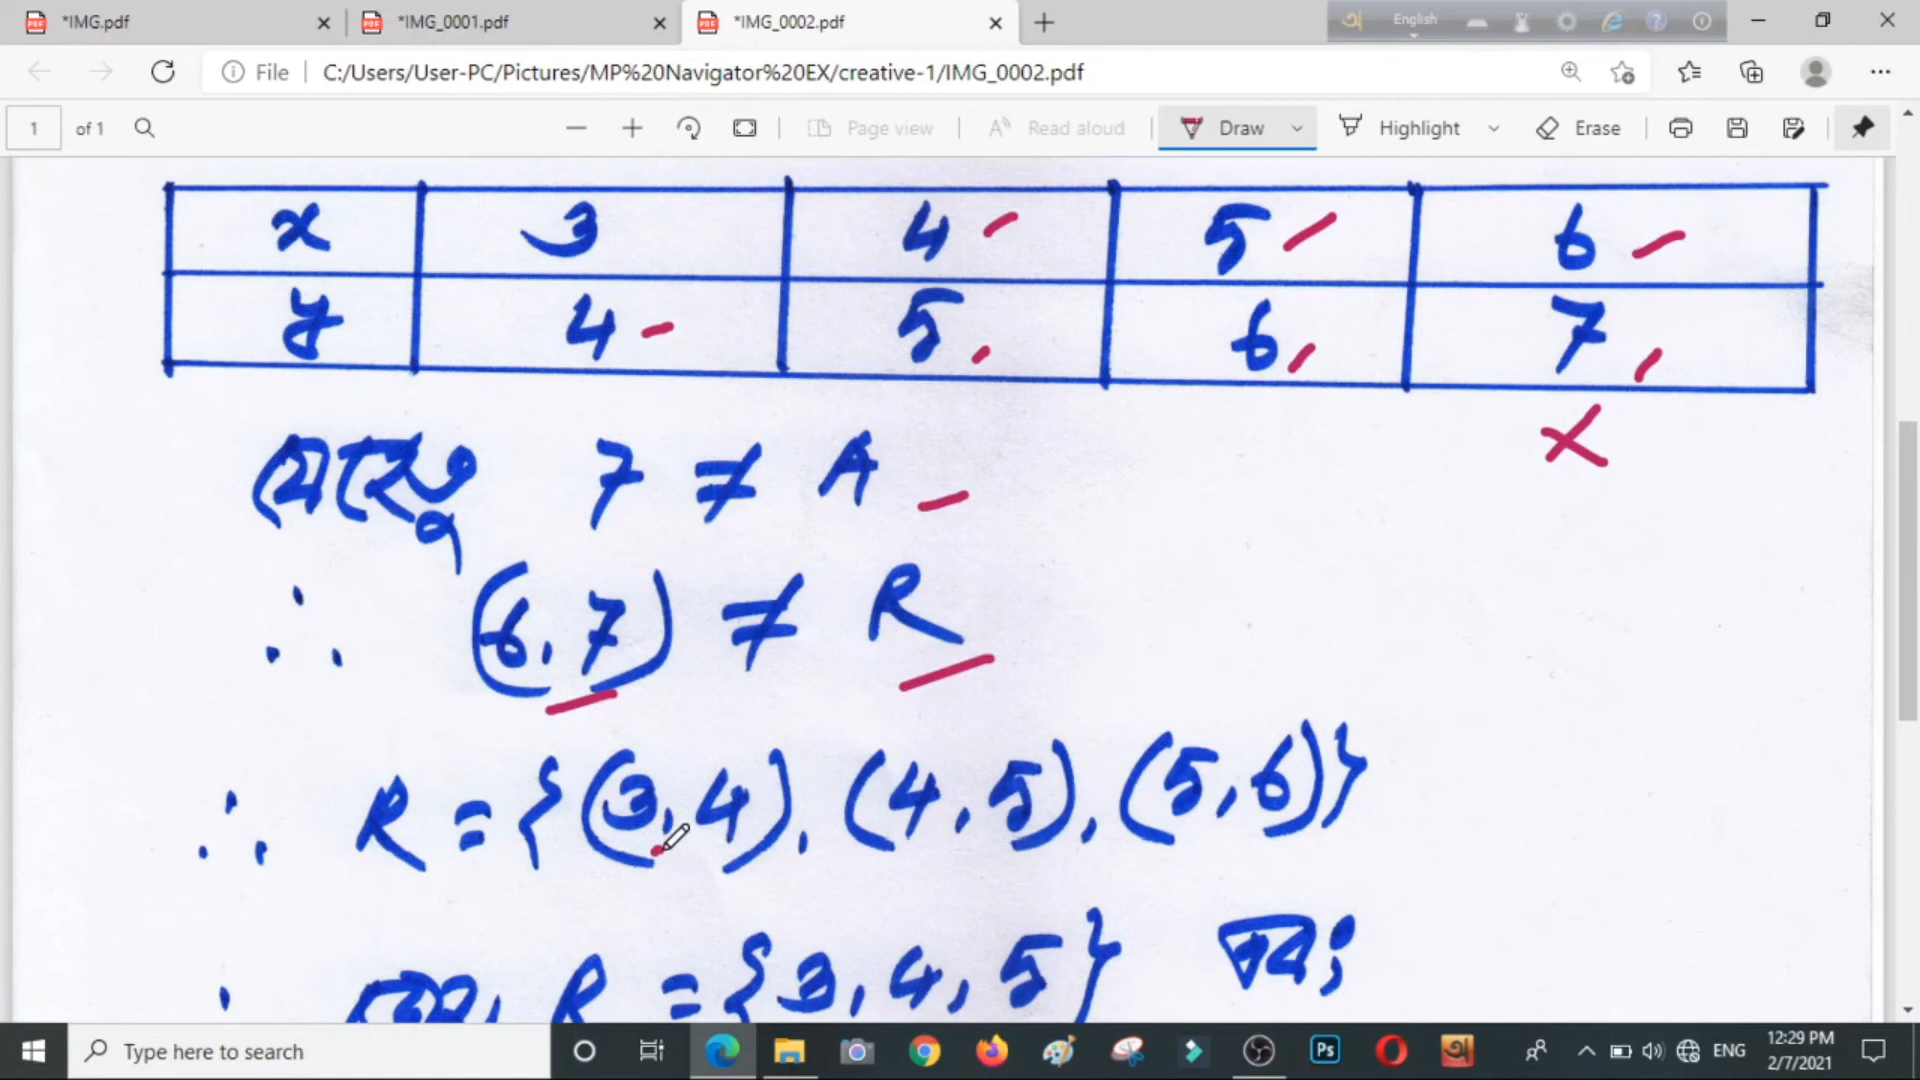 *IMG.pdf
*IMG_0001.pdf
*IMG_0002.pdf
English
File
C:/Users/User-PC/Pictures/MP%20Navigator%20EX/creative-1/IMG_0002.pdf
1 of 1
Page view
Read aloud
Draw
Highlight
Erase
x 3 4 5 6
y 4 5 6 7
যেহেতু 7 ≠ A
∴ (6, 7) ≠ R
∴ R = {(3, 4), (4, 5), (5, 6)}
∴ ডোম, R = {3, 4, 5}
Type here to search
ENG
12:29 PM
2/7/2021